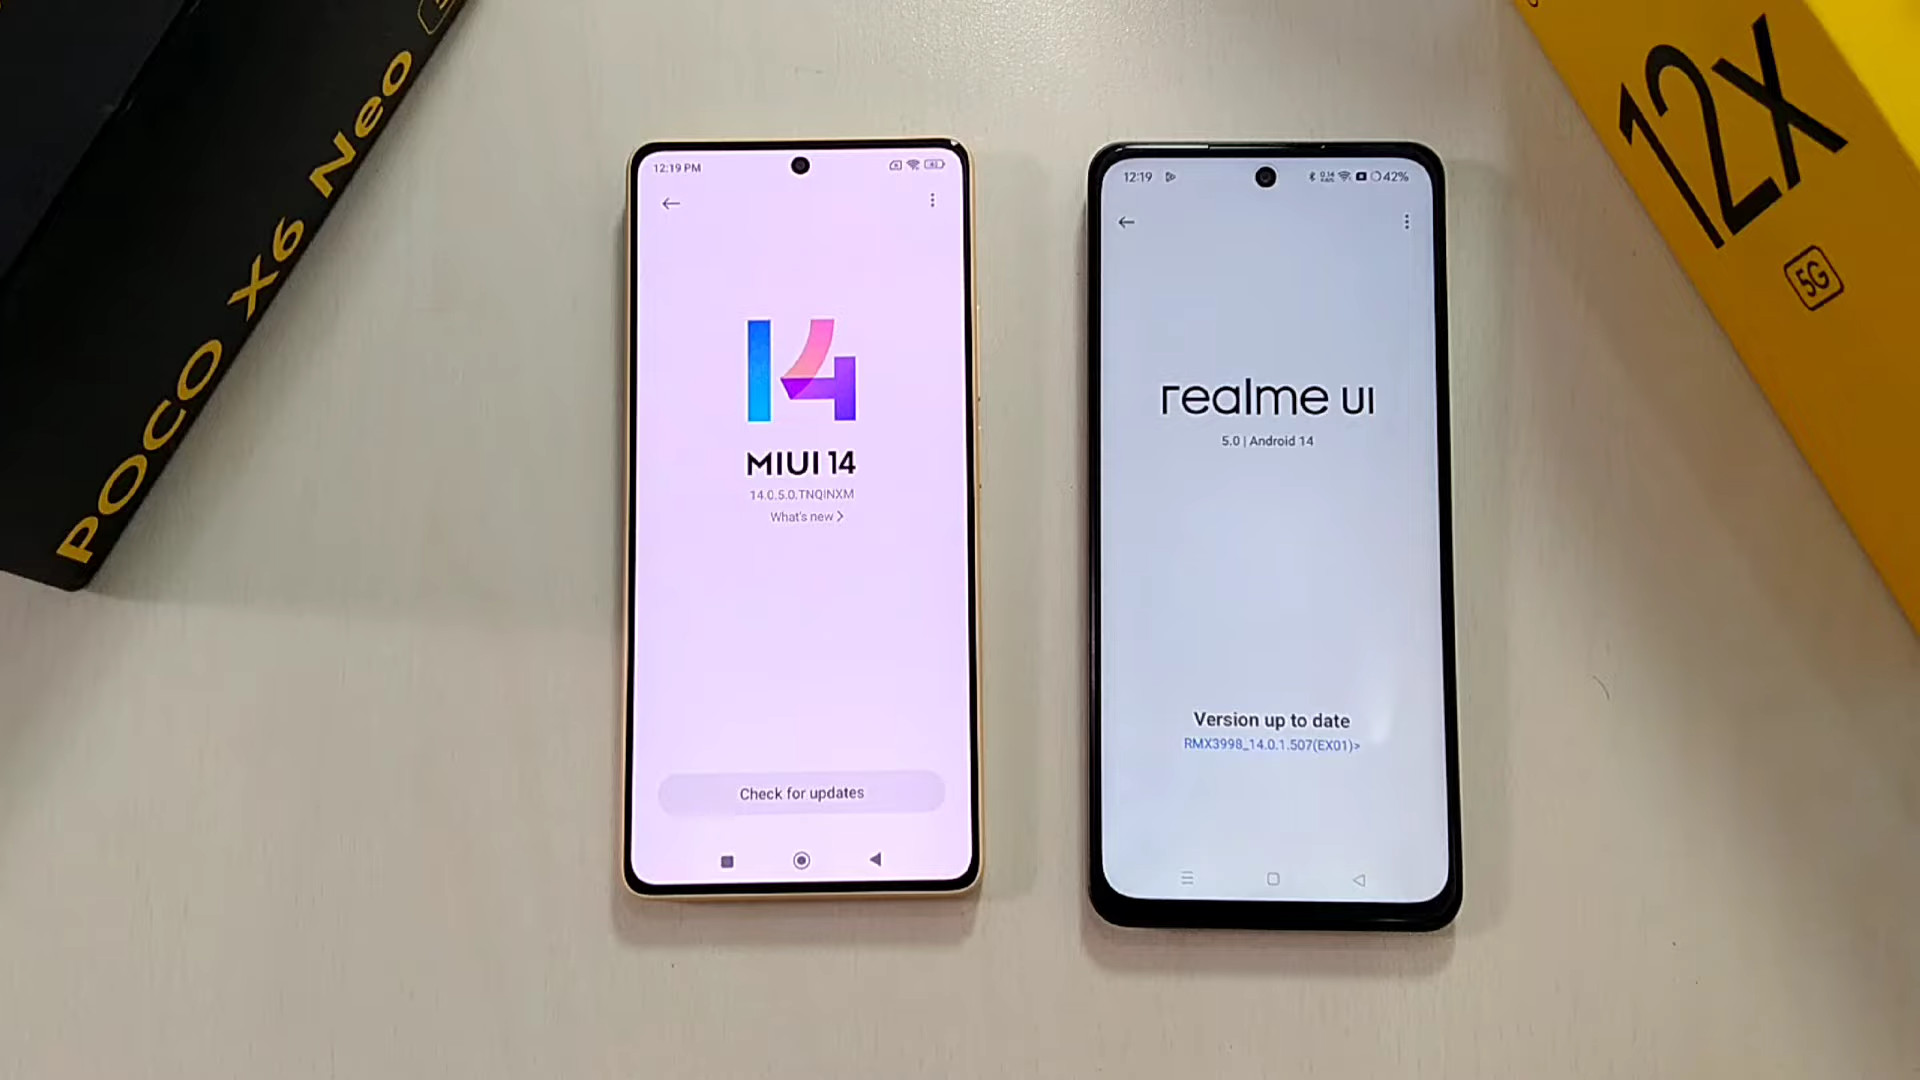 POCO X6 Neo
12:19 PM
14
MIUI 14
14.0.5.0.TNQINXM
What's new >
Check for updates
12:19
42%
realme UI
5.0 | Android 14
Version up to date
RMX3998_14.0.1.507(EX01)>
12x
5G